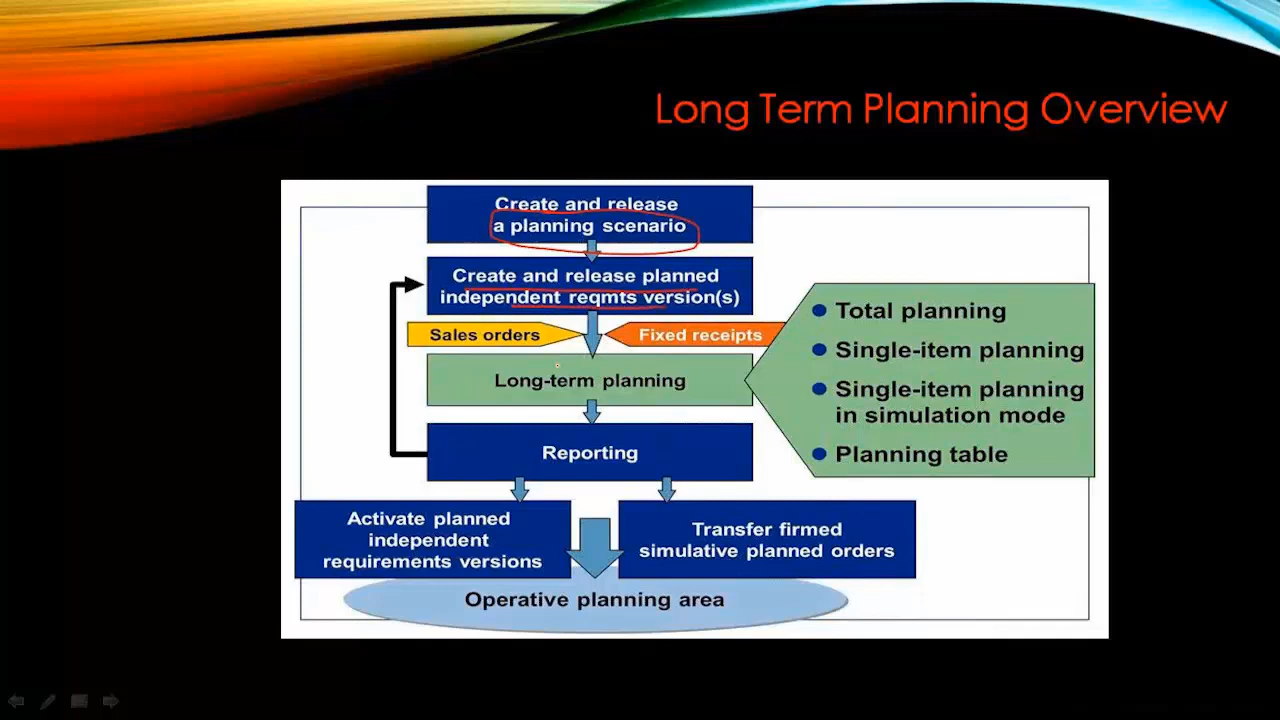 Long Term Planning Overview
Create and release
a planning scenario
Create and release planned
independent reqmts version(s)
Sales orders
Fixed receipts
Long-term planning
Total planning
Single-item planning
Single-item planning
in simulation mode
Planning table
Reporting
Activate planned
independent
requirements versions
Transfer firmed
simulative planned orders
Operative planning area